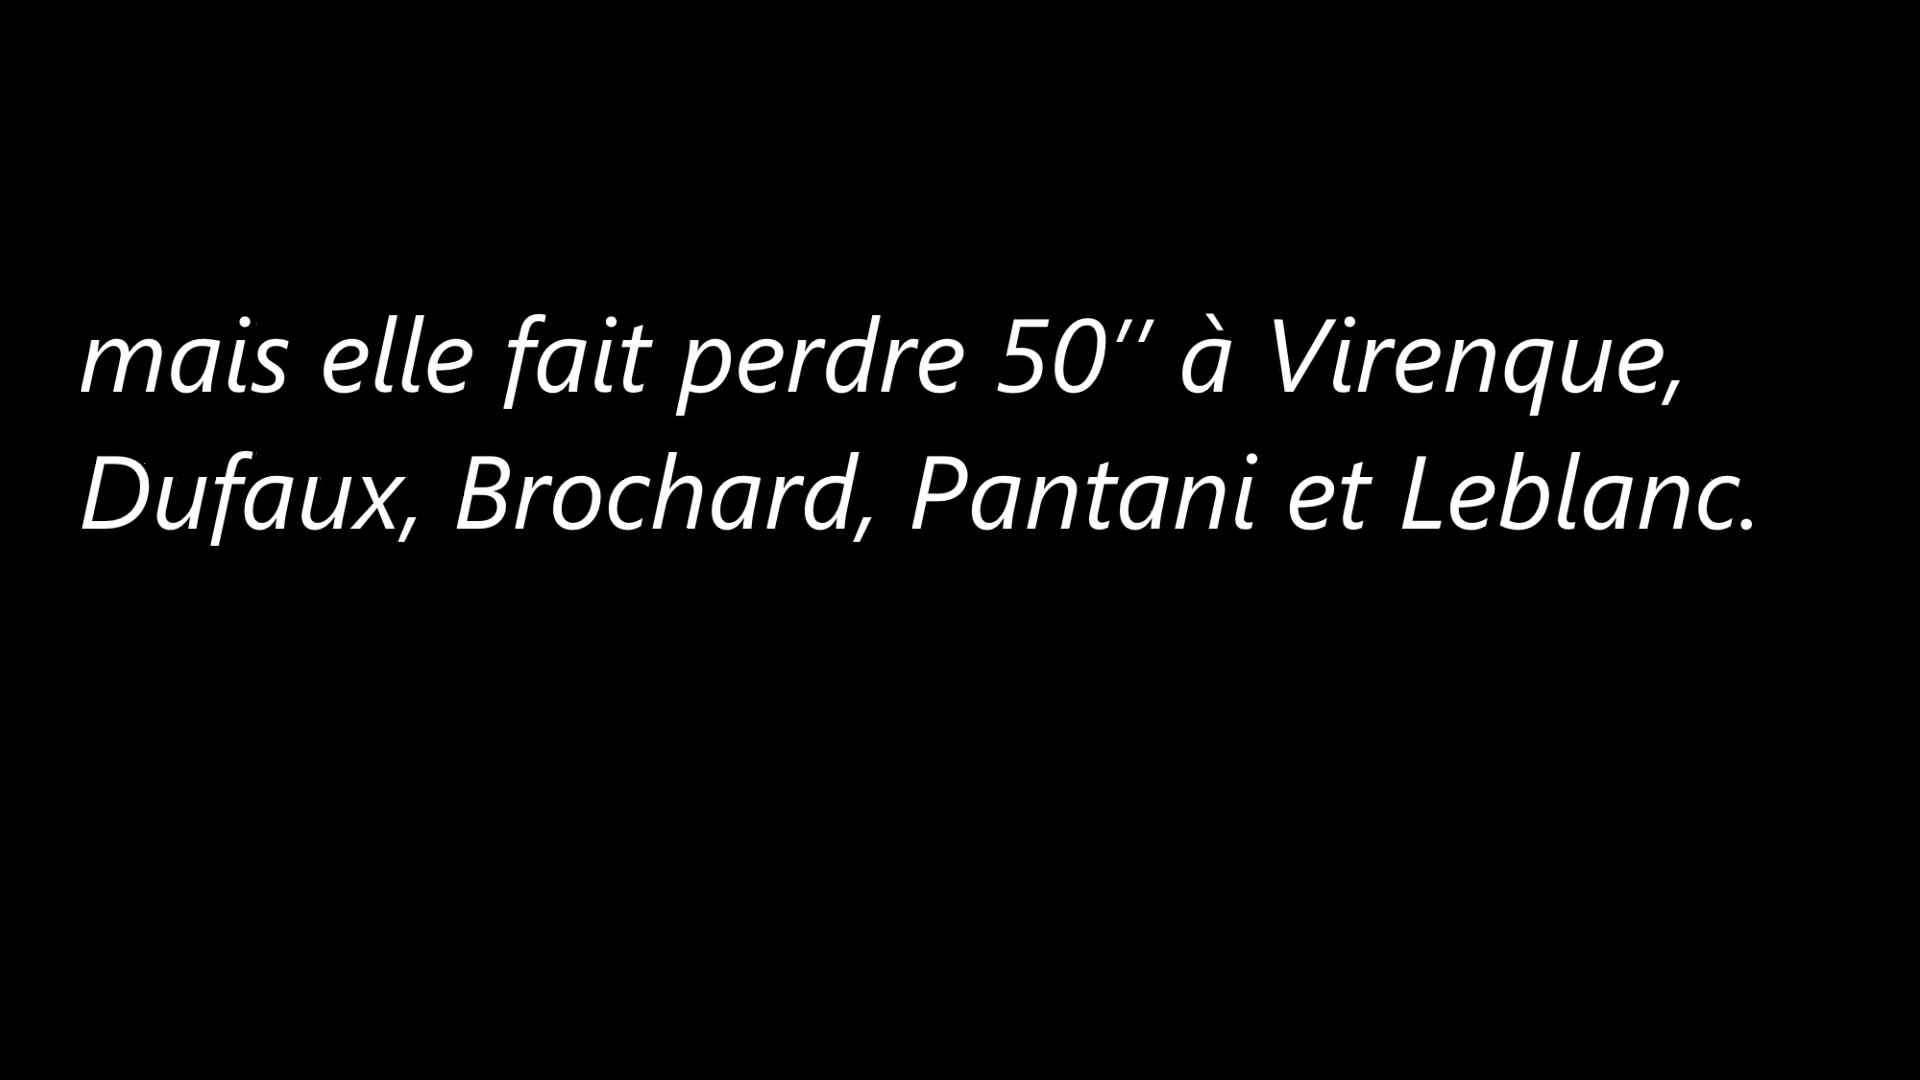 mais elle fait perdre 50’’ à Virenque,
Dufaux, Brochard, Pantani et Leblanc.